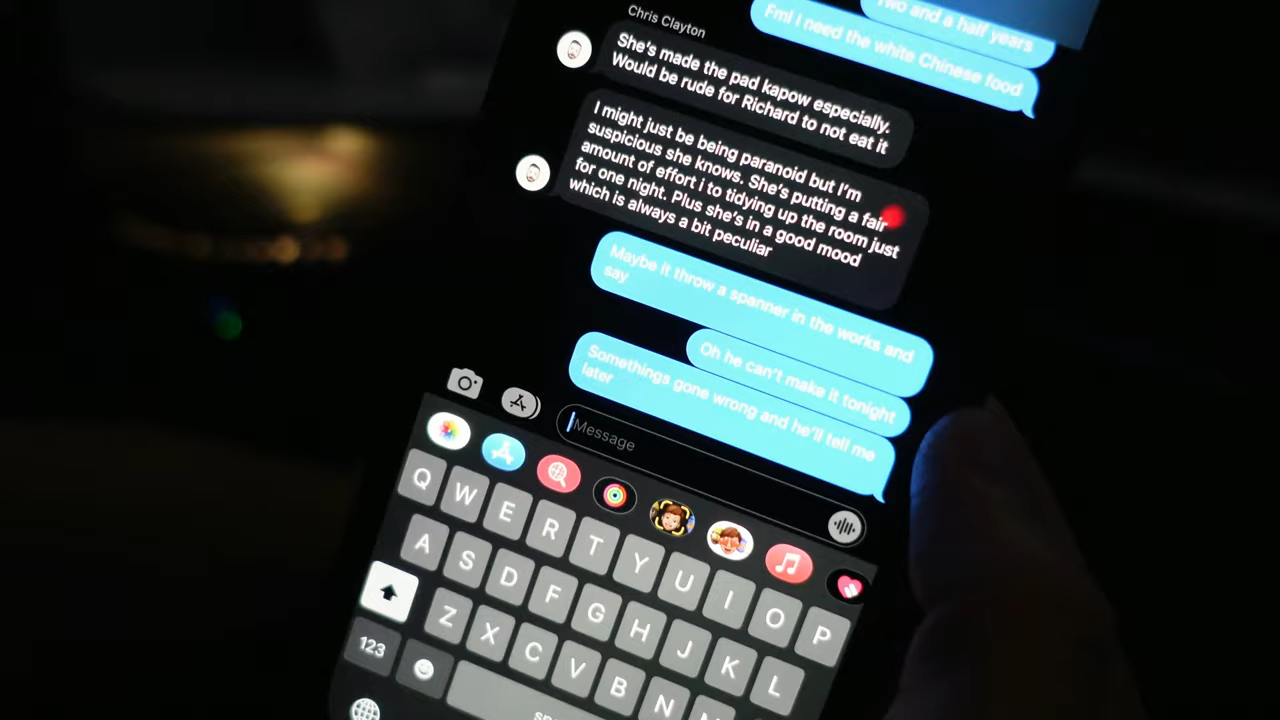 Two and a half years
Fml I need the white Chinese food
Chris Clayton
She's made the pad kapow especially.
Would be rude for Richard to not eat it
I might just be being paranoid but I'm
suspicious she knows. She's putting a fair
amount of effort i to tidying up the room just
for one night. Plus she's in a good mood
which is always a bit peculiar
Maybe it throw a spanner in the works and
say
Oh he can't make it tonight
Somethings gone wrong and he'll tell me
later
Message
Q W E R T Y U I O P
A S D F G H J K L
Z X C V B N M
123